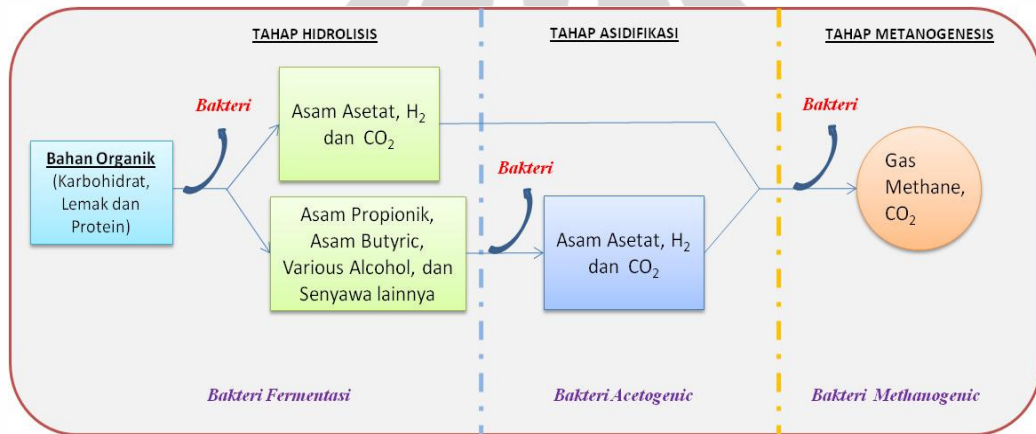 TAHAP HIDROLISIS
TAHAP ASIDIFIKASI
TAHAP METANOGENESIS
Bakteri
Asam Asetat, H₂
dan CO₂
Bakteri
Bahan Organik
(Karbohidrat,
Lemak dan
Protein)
Bakteri
Gas
Methane,
CO₂
Asam Propionik,
Asam Butyric,
Various Alcohol, dan
Senyawa lainnya
Asam Asetat, H₂
dan CO₂
Bakteri Fermentasi
Bakteri Acetogenic
Bakteri Methanogenic